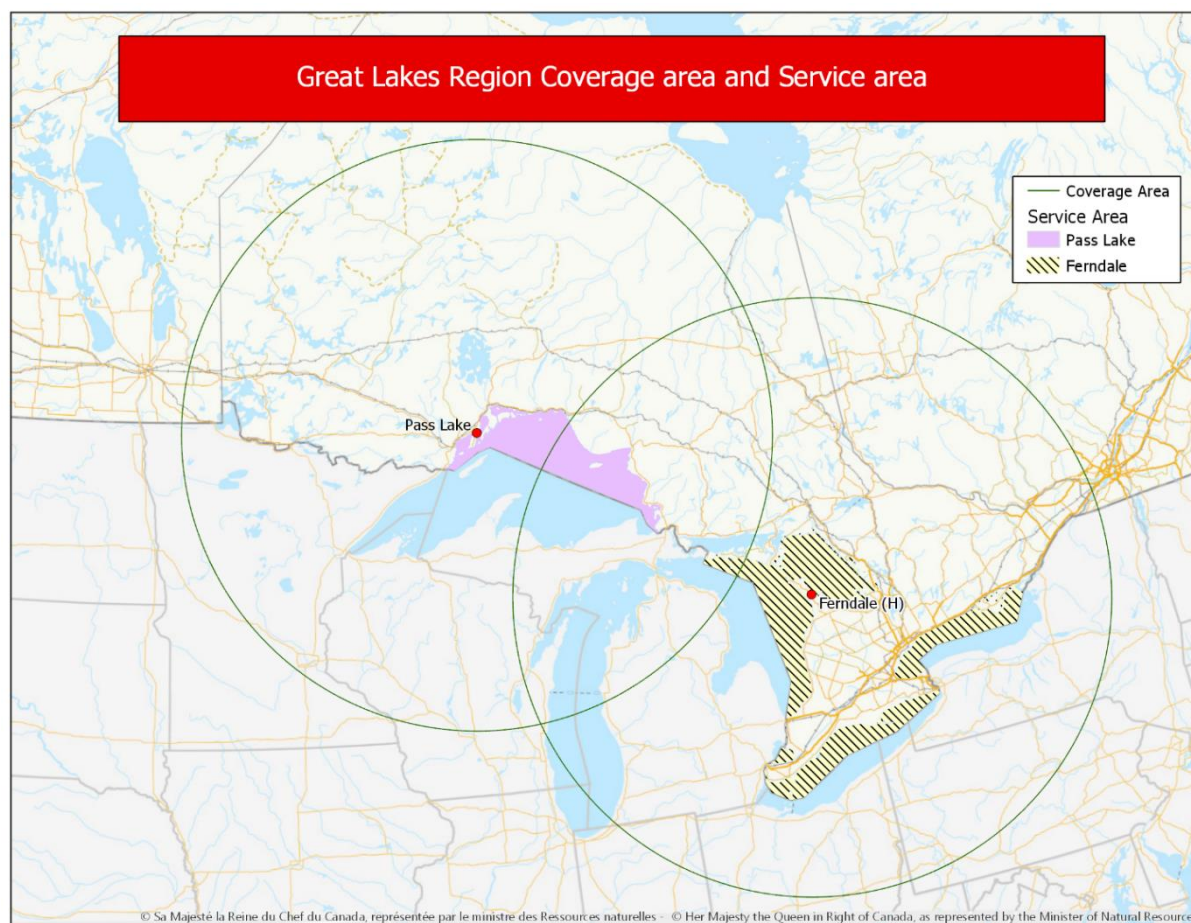 Great Lakes Region Coverage area and Service area
Coverage Area
Service Area
Pass Lake
Ferndale
Pass Lake
Ferndale (H)
© Sa Majesté la Reine du Chef du Canada, représentée par le ministre des Ressources naturelles - © Her Majesty the Queen in Right of Canada, as represented by the Minister of Natural Resource